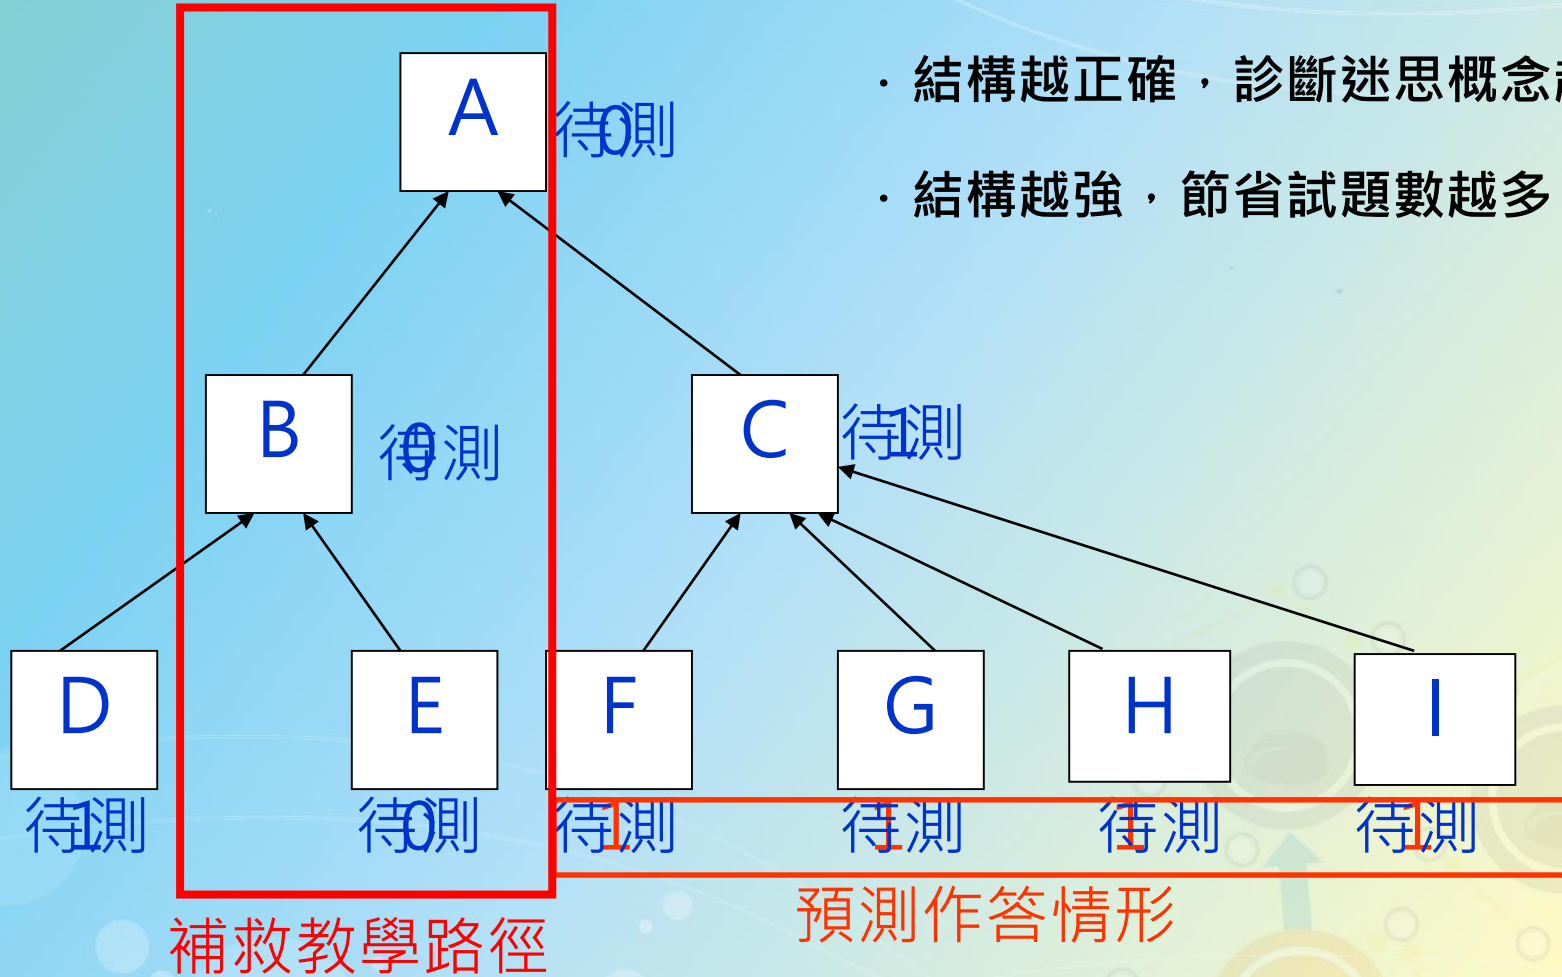 · 結構越正確，診斷迷思概念
· 結構越強，節省試題數越多
A
待測 0
B
待測 0
C
待測 1
D
E
F
G
H
I
待測 1
待測 0
待測 1
待測 1
待測 1
待測 1
補救教學路徑
預測作答情形